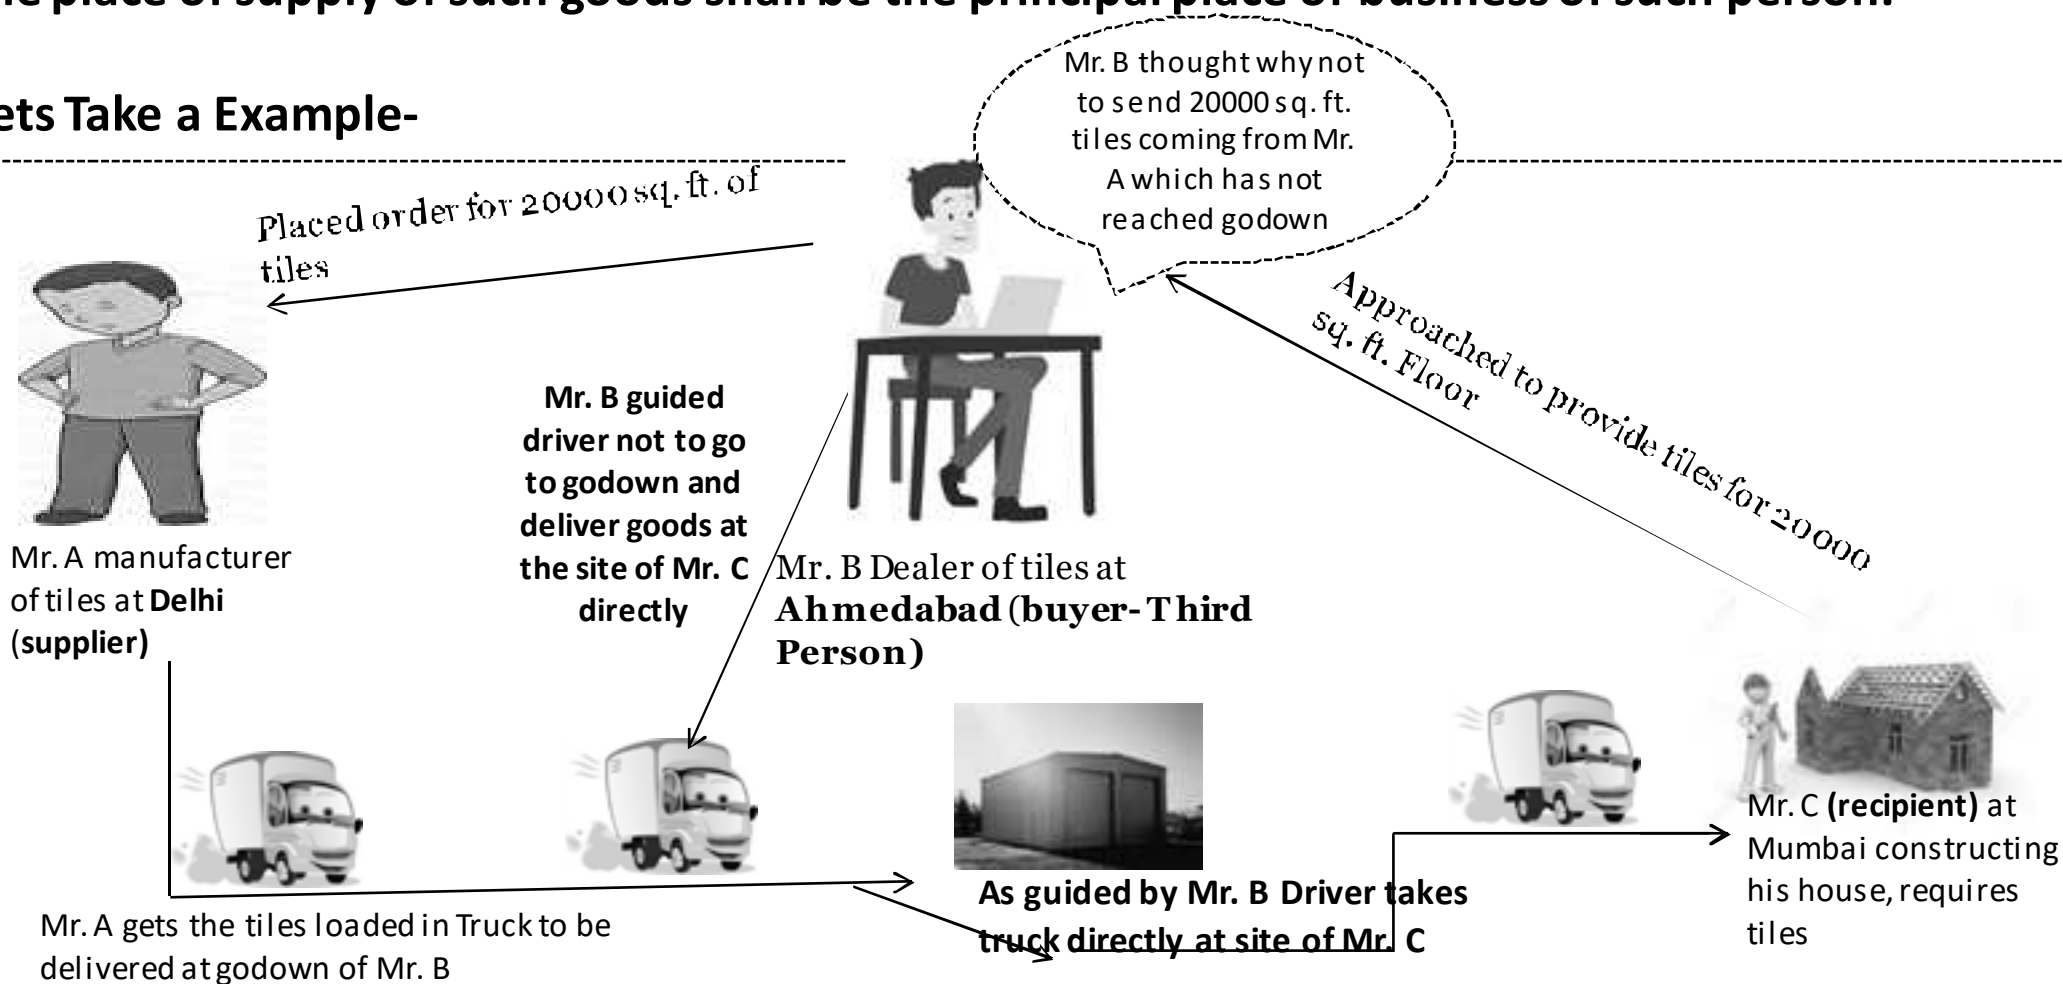 he place of supply of such goods shall be the principal place of business of such person.
ets Take a Example-
Mr. B thought why not
to send 20000 sq. ft.
tiles coming from Mr.
A which has not
reached godown
Placed order for 20000 sq. ft. of
tiles
Approached to provide tiles for 20000
sq. ft. Floor
Mr. B guided
driver not to go
to godown and
deliver goods at
the site of Mr. C
directly
Mr. A manufacturer
of tiles at Delhi
(supplier)
Mr. B Dealer of tiles at
Ahmedabad (buyer- Third
Person)
Mr. C (recipient) at
Mumbai constructing
his house, requires
tiles
As guided by Mr. B Driver takes
truck directly at site of Mr. C
Mr. A gets the tiles loaded in Truck to be
delivered at godown of Mr. B